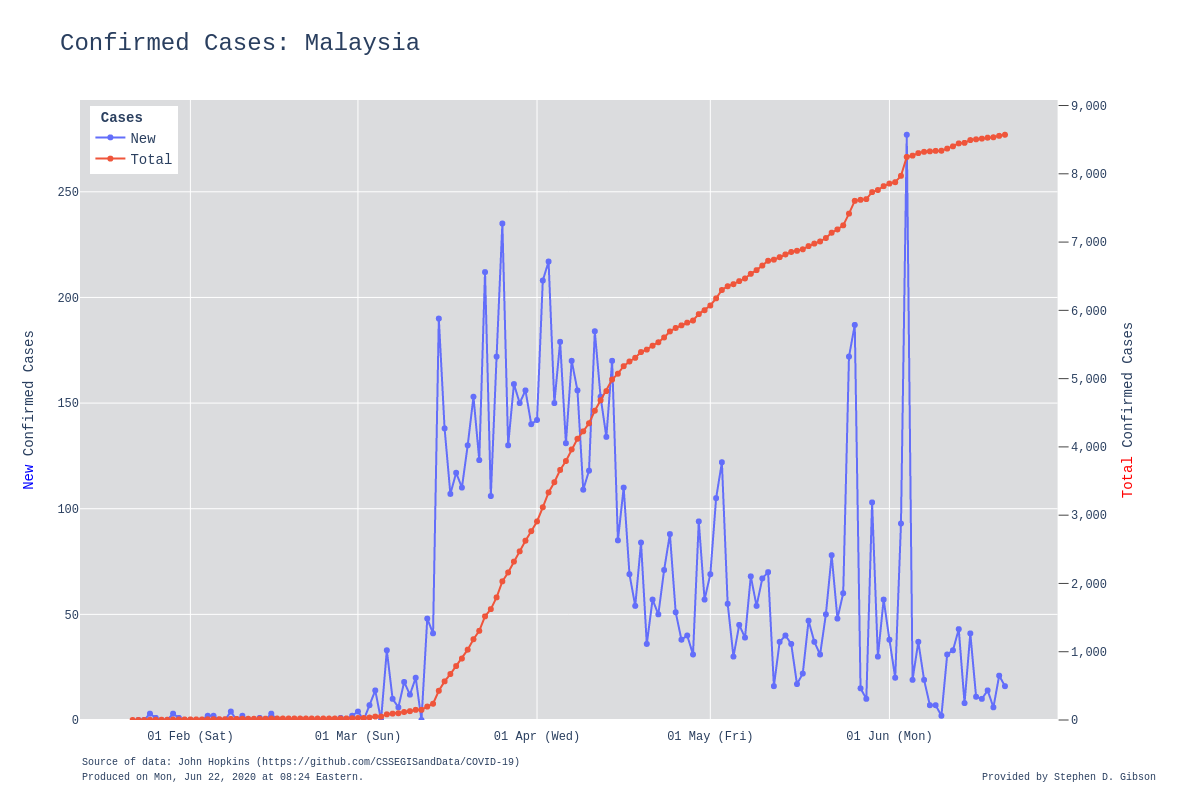 Confirmed Cases: Malaysia
Cases
New
Total
9,000
8,000
7,000
6,000
5,000
4,000
3,000
2,000
1,000
0
250
200
150
100
50
0
New Confirmed Cases
Total Confirmed Cases
01 Feb (Sat)
01 Mar (Sun)
01 Apr (Wed)
01 May (Fri)
01 Jun (Mon)
Source of data: John Hopkins (https://github.com/CSSEGISandData/COVID-19)
Produced on Mon, Jun 22, 2020 at 08:24 Eastern.
Provided by Stephen D. Gibson